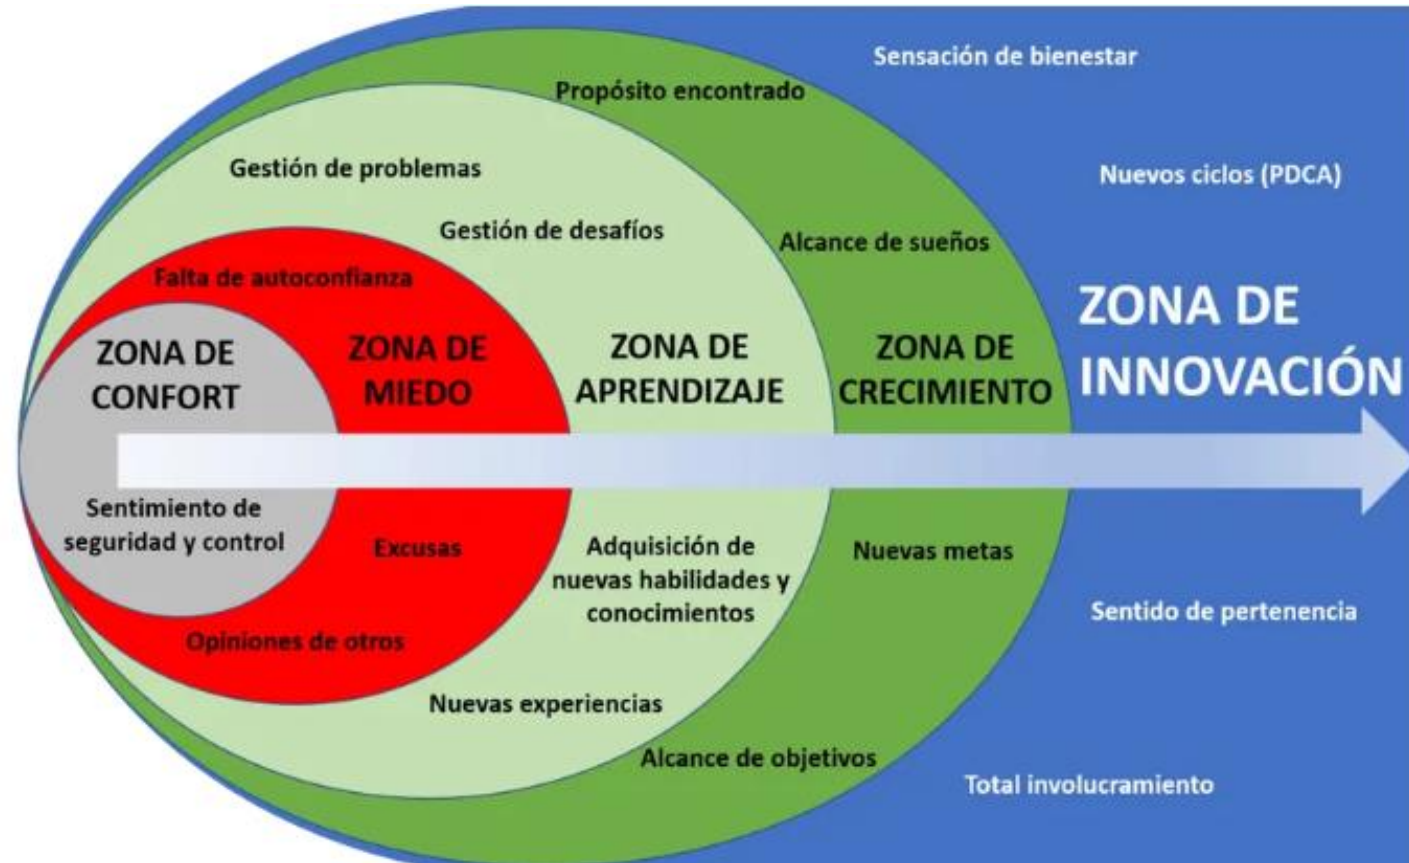 Sensación de bienestar
Propósito encontrado
Gestión de problemas
Nuevos ciclos (PDCA)
Gestión de desafíos
Alcance de sueños
Falta de autoconfianza
ZONA DE
CONFORT
ZONA DE
MIEDO
ZONA DE
APRENDIZAJE
ZONA DE
CRECIMIENTO
ZONA DE
INNOVACIÓN
Sentimiento de
seguridad y control
Excusas
Adquisición de
nuevas habilidades y
conocimientos
Nuevas metas
Sentido de pertenencia
Opiniones de otros
Nuevas experiencias
Alcance de objetivos
Total involucramiento